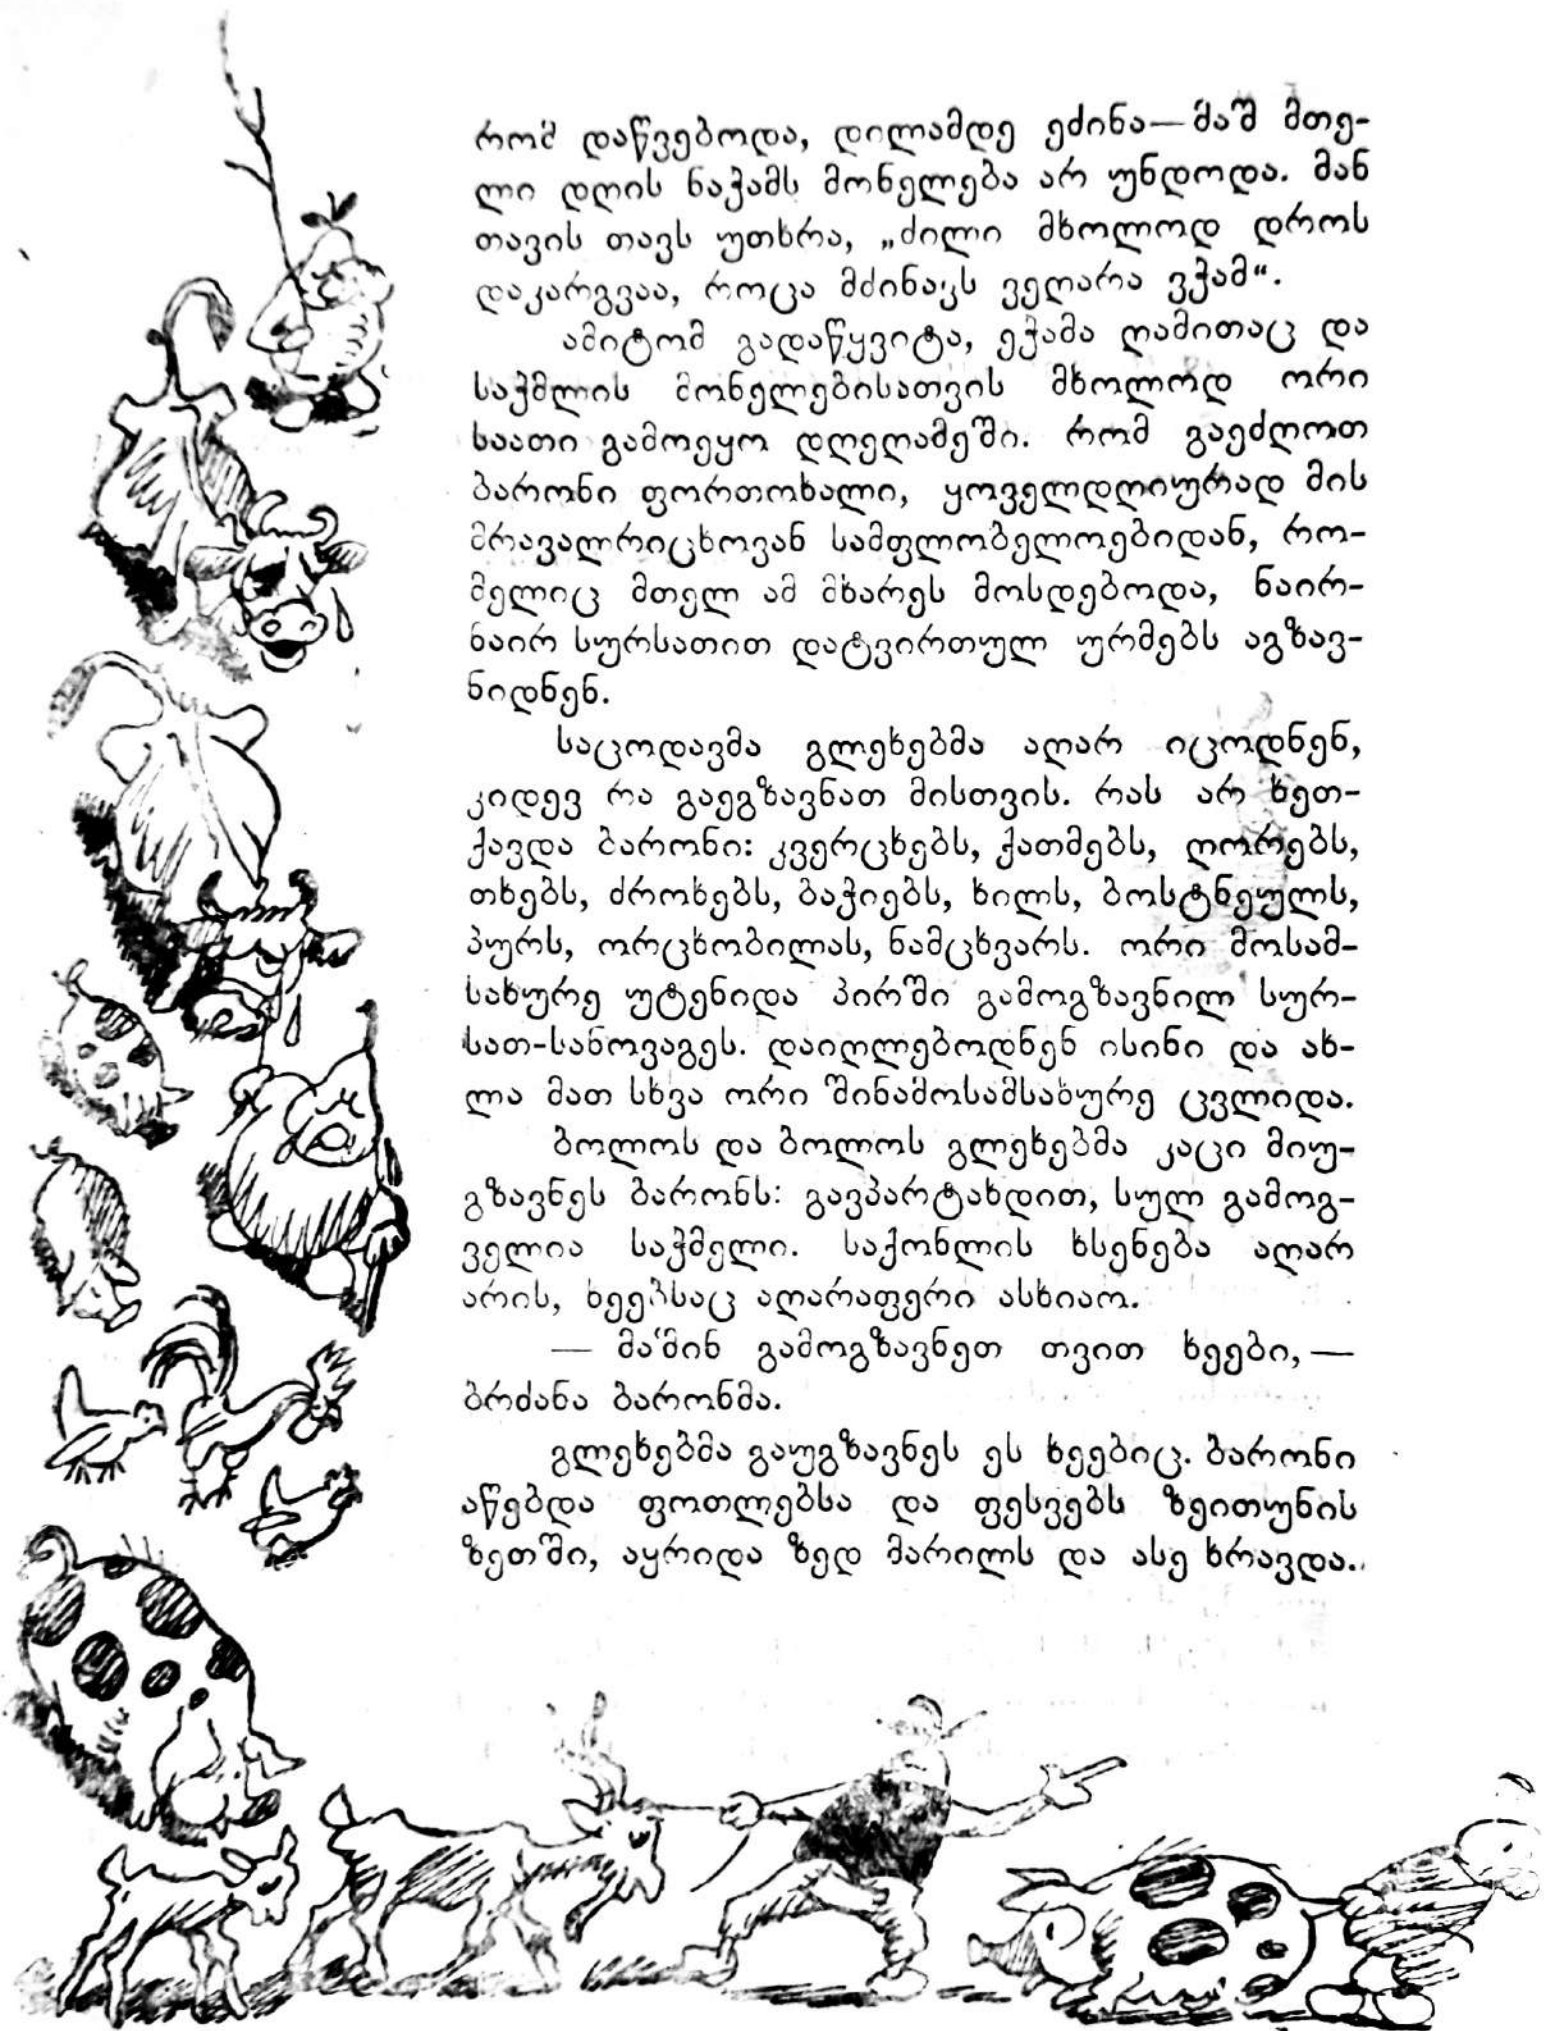 რომ დაწვებოდა, დილამდე ეძინა—მაშ მთე-
ლი დღის ნაჭამს მონელება არ უნდოდა. მან
თავის თავს უთხრა, „ძილი მხოლოდ დროს
დაკარგვაა, როცა მძინავს ვეღარა ვჭამ“.
ამიტომ გადაწყვიტა, ეჭამა ღამითაც და
საჭმლის მონელებისათვის მხოლოდ ორი
საათი გამოეყო დღეღამეში. რომ გაეძღოთ
ბარონი ფორთოხალი, ყოველდღიურად მის
მრავალრიცხოვან სამფლობელოებიდან, რო-
მელიც მთელ ამ მხარეს მოსდებოდა, ნაირ-
ნაირ სურსათით დატვირთულ ურმებს აგზავ-
ნიდნენ.
საცოდავმა გლეხებმა აღარ იცოდნენ,
კიდევ რა გაეგზავნათ მისთვის. რას არ ხეთ-
ქავდა ბარონი: კვერცხებს, ქათმებს, ღორებს,
თხებს, ძროხებს, ბაჭიებს, ხილს, ბოსტნეულს,
პურს, ორცხობილას, ნამცხვარს. ორი მოსამ-
სახურე უტენიდა პირში გამოგზავნილ სურ-
სათ-სანოვაგეს. დაიღლებოდნენ ისინი და ახ-
ლა მათ სხვა ორი შინამოსამსახურე ცვლიდა.
ბოლოს და ბოლოს გლეხებმა კაცი მიუ-
გზავნეს ბარონს: გავპარტახდით, სულ გამოგ-
ველია საჭმელი. საქონლის ხსენება აღარ
არის, ხეებსაც აღარაფერი ასხიაო.
— მაშინ გამოგზავნეთ თვით ხეები,—
ბრძანა ბარონმა.
გლეხებმა გაუგზავნეს ეს ხეებიც. ბარონი
აწებდა ფოთლებსა და ფესვებს ზეითუნის
ზეთში, აყრიდა ზედ მარილს და ასე ხრავდა.